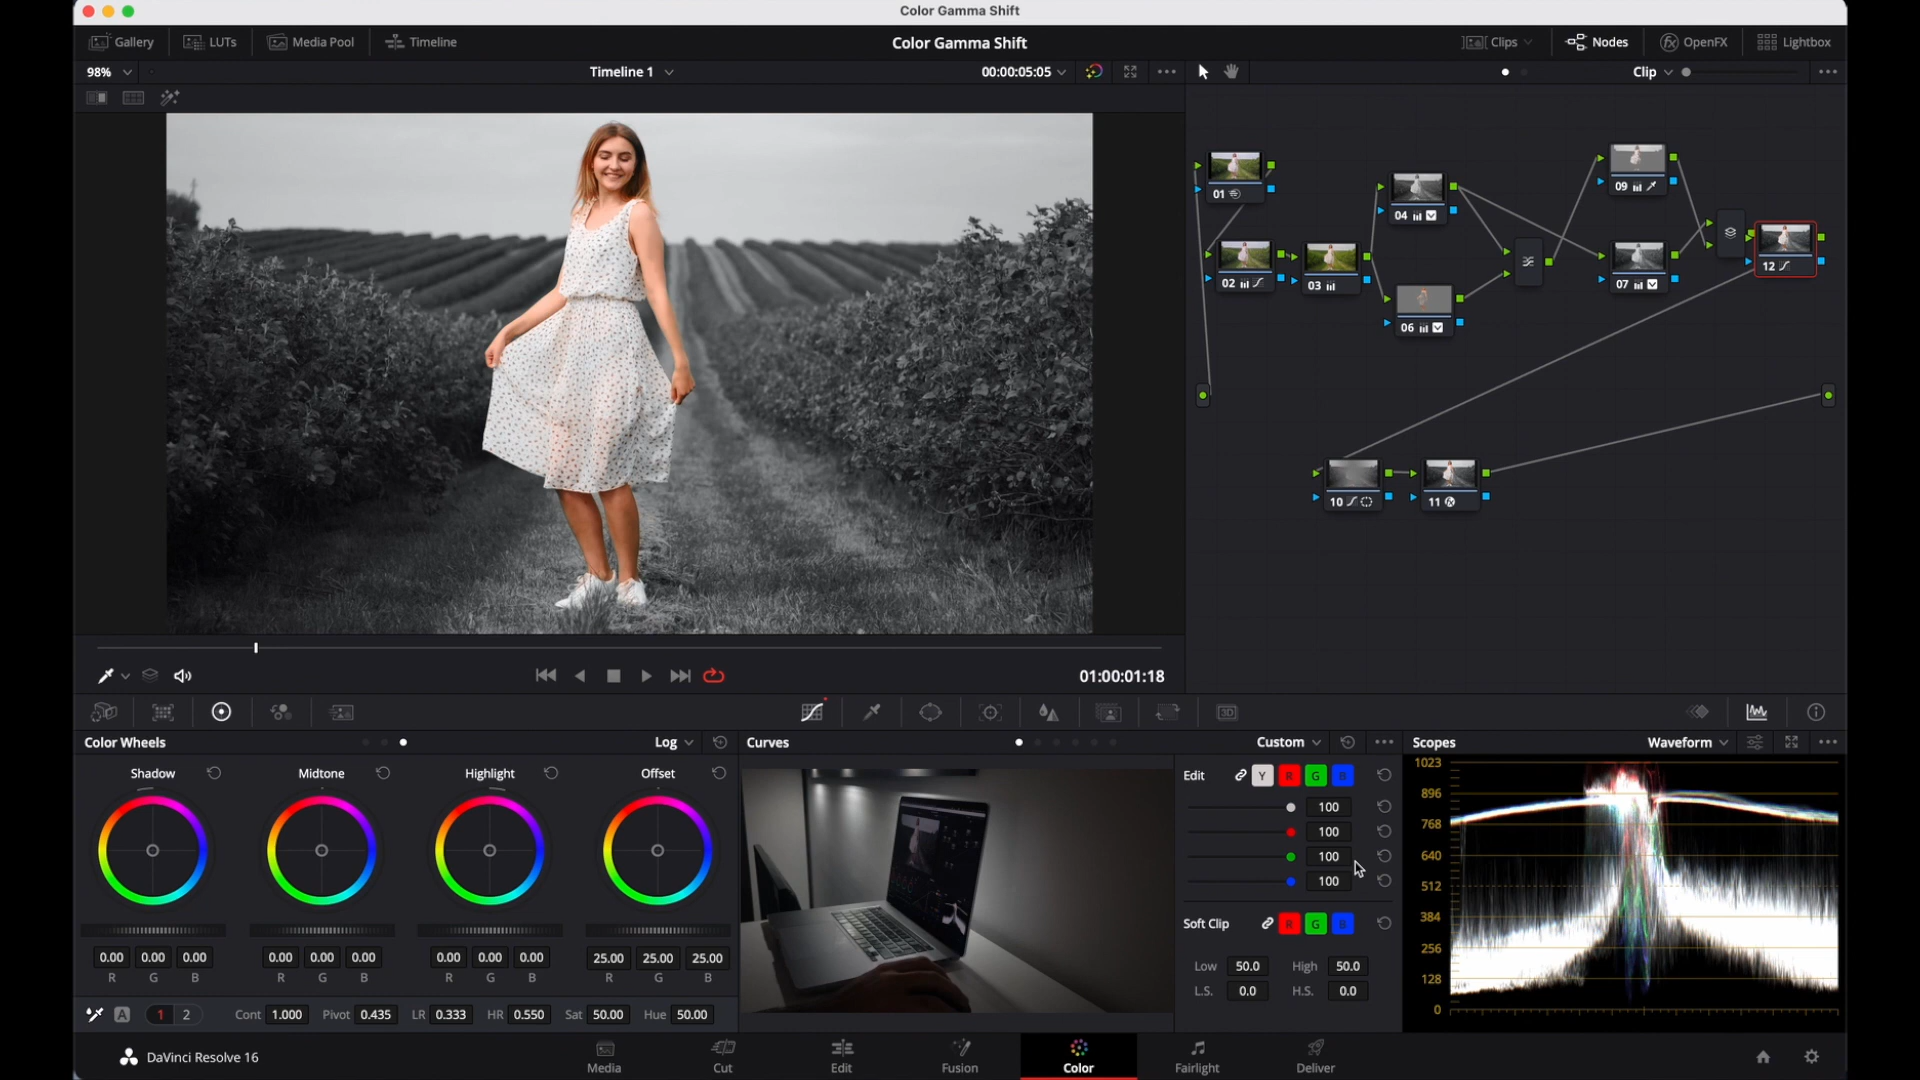 Color Gamma Shift
Gallery LUTs Media Pool Timeline Color Gamma Shift Clips Nodes OpenFX Lightbox
98% Timeline 1 00:00:05:05 Clip
01
02
03
04
06
09
07
12
10
11
01:00:01:18
3D
Color Wheels Log Curves Custom Scopes Waveform
Shadow Midtone Highlight Offset
0.00 0.00 0.00 0.00 0.00 0.00 0.00 0.00 0.00 25.00 25.00 25.00
R G B R G B R G B R G B
A 1 2 Cont 1.000 Pivot 0.435 LR 0.333 HR 0.550 Sat 50.00 Hue 50.00
Edit Y R G B
100
100
100
100
Soft Clip R G B
Low 50.0 High 50.0
L.S. 0.0 H.S. 0.0
1023
896
768
640
512
384
256
128
0
DaVinci Resolve 16 Media Cut Edit Fusion Color Fairlight Deliver